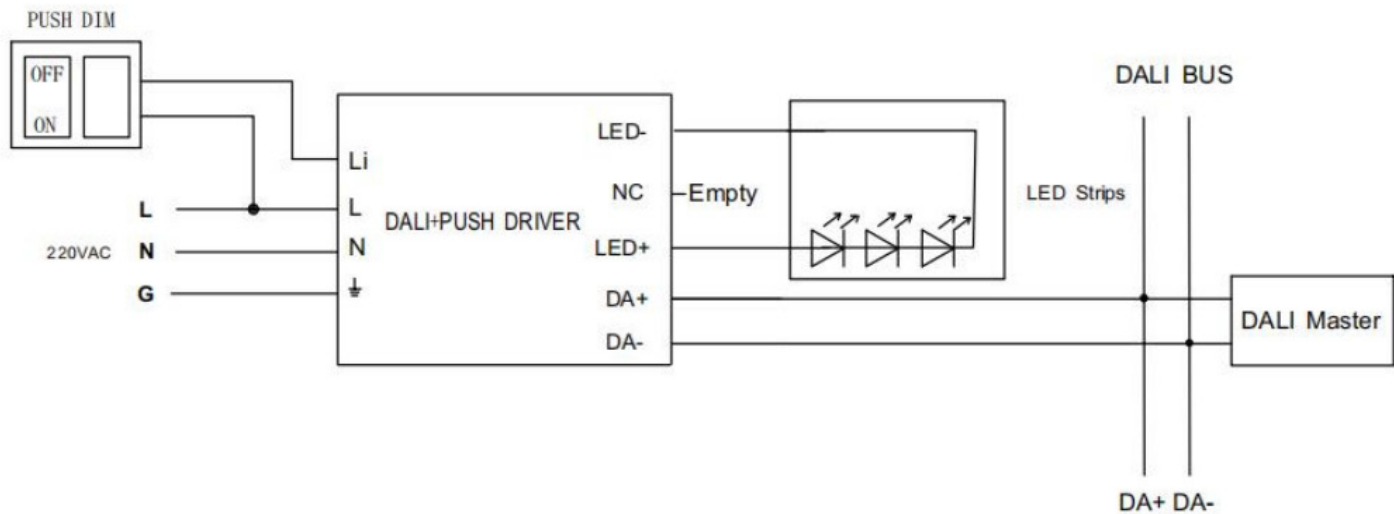 PUSH DIM
OFF
ON
DALI BUS
LED-
Li
NC
Empty
LED Strips
L
L
DALI+PUSH DRIVER
220VAC
N
N
LED+
G
DA+
DALI Master
DA-
DA+ DA-